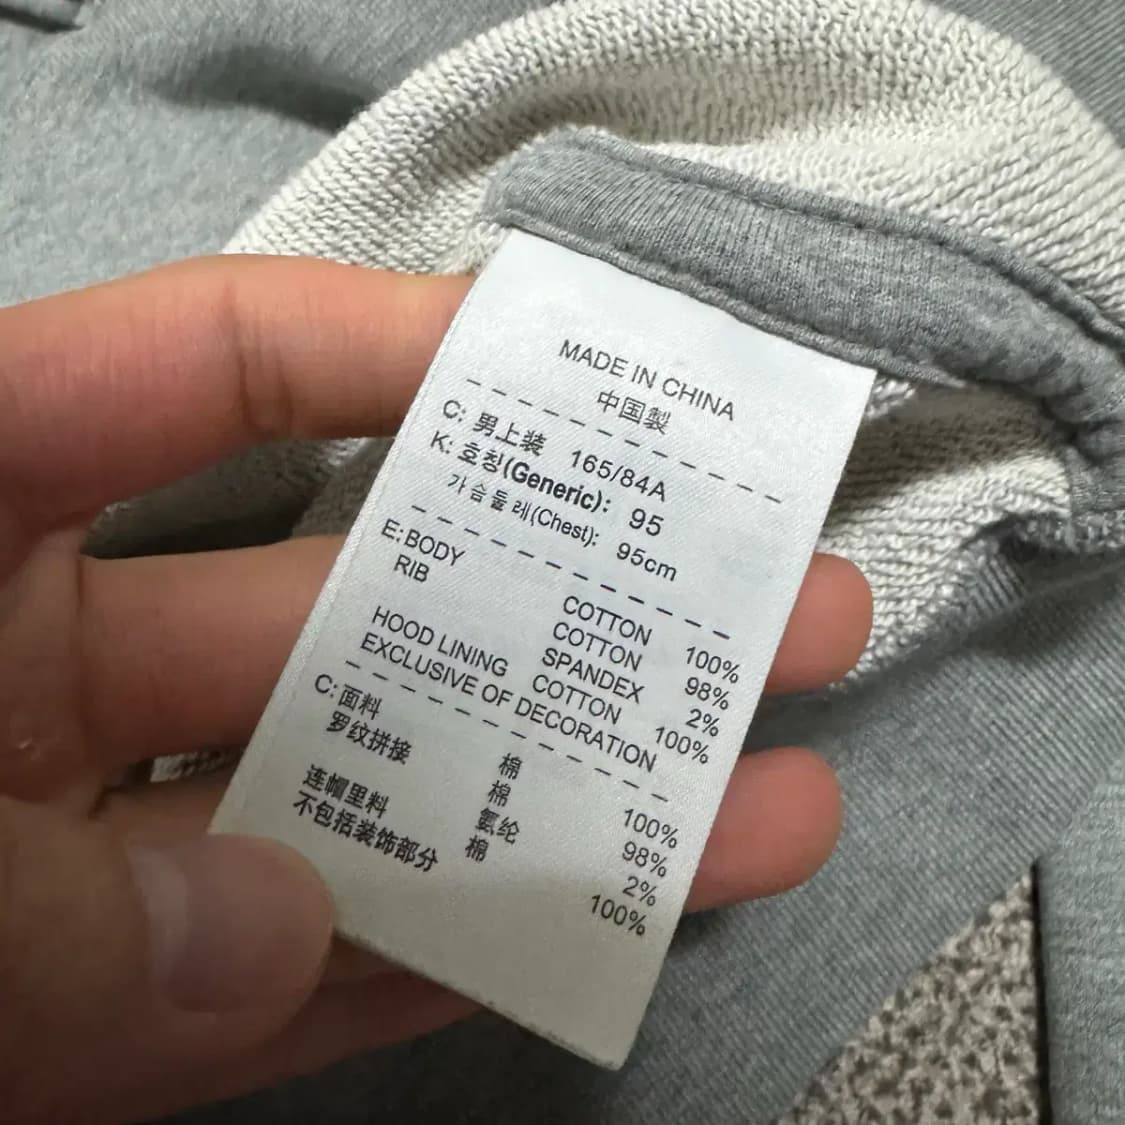 MADE IN CHINA
中国製
C: 男上装 165/84A
K: 호칭(Generic): 95
가슴둘레(Chest): 95cm
E: BODY COTTON 100%
RIB COTTON 98%
SPANDEX 2%
HOOD LINING COTTON 100%
EXCLUSIVE OF DECORATION
C: 面料 棉 100%
罗纹拼接 棉 98%
氨纶 2%
连帽里料 棉 100%
不包括装饰部分